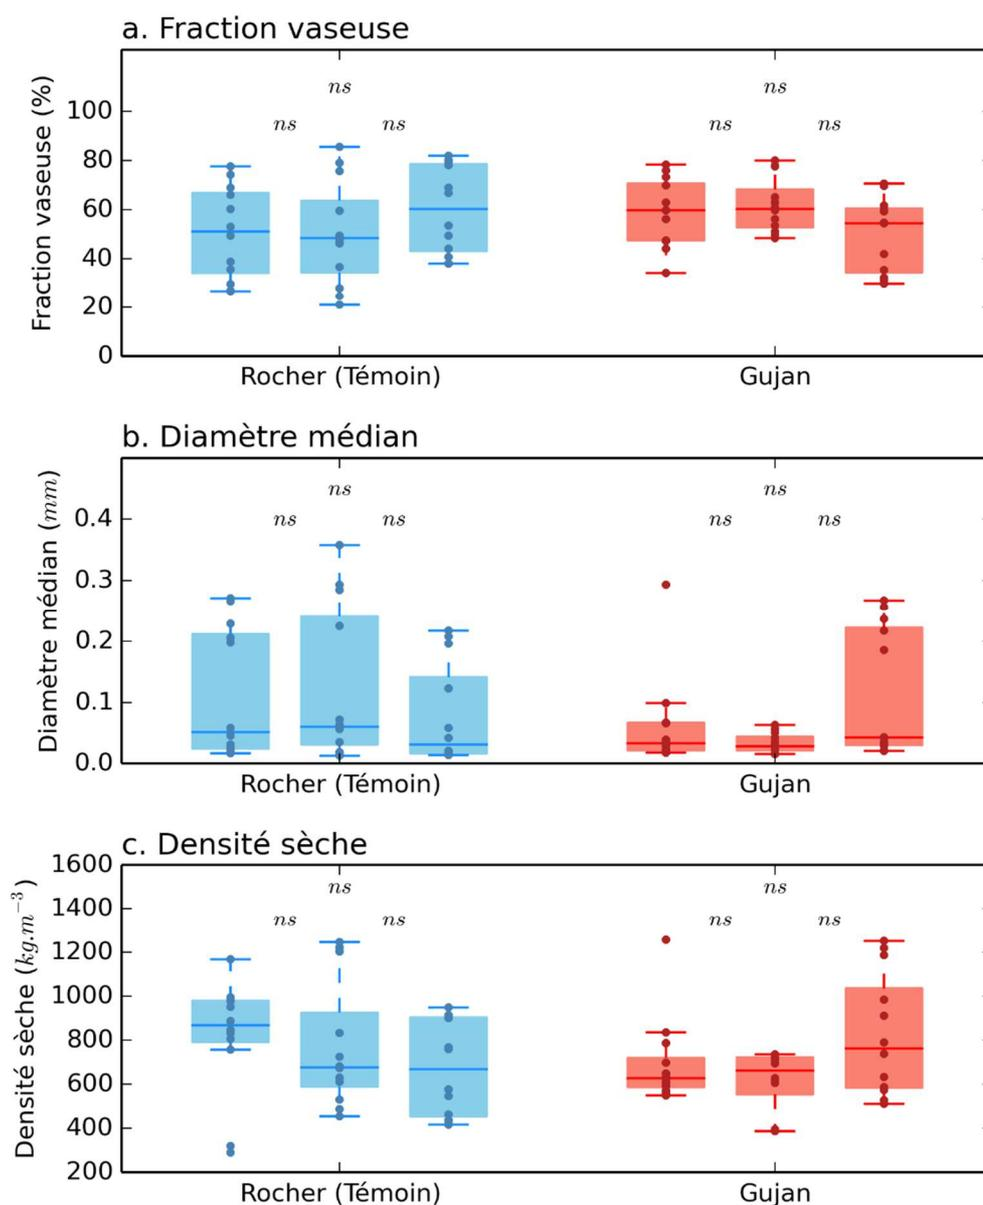 a. Fraction vaseuse
Fraction vaseuse (%)
100
80
60
40
20
0
ns
ns
ns
ns
ns
ns
Rocher (Témoin)
Gujan
b. Diamètre médian
Diamètre médian (mm)
0.4
0.3
0.2
0.1
0.0
ns
ns
ns
ns
ns
ns
Rocher (Témoin)
Gujan
c. Densité sèche
Densité sèche (kg.m⁻³)
1600
1400
1200
1000
800
600
400
200
ns
ns
ns
ns
ns
ns
Rocher (Témoin)
Gujan